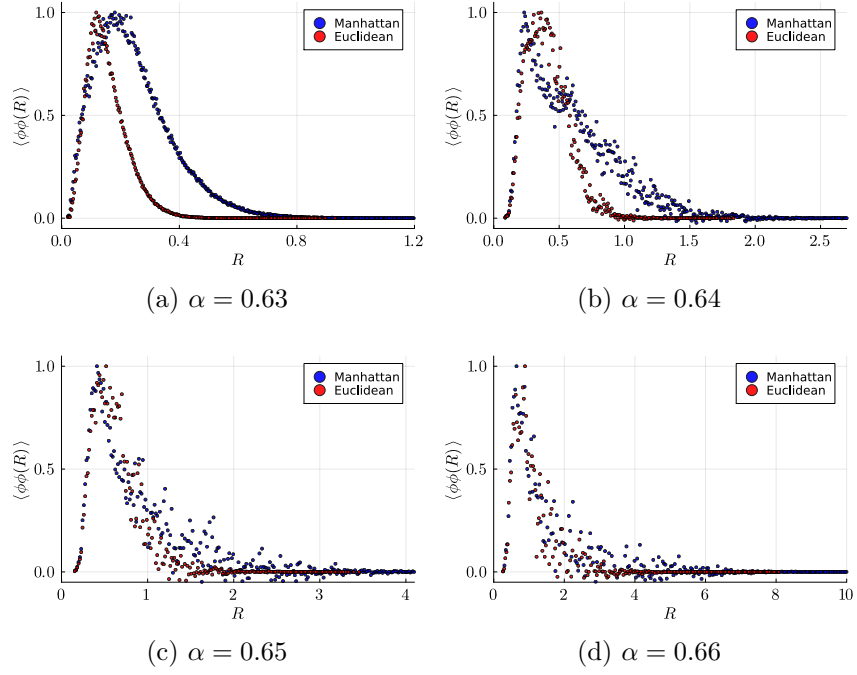 1.0
0.5
0.0
0.0 0.4 0.8 1.2
⟨ϕϕ(R)⟩
R
Manhattan
Euclidean
(a) α = 0.63
1.0
0.5
0.0
0.0 0.5 1.0 1.5 2.0 2.5
⟨ϕϕ(R)⟩
R
Manhattan
Euclidean
(b) α = 0.64
1.0
0.5
0.0
0 1 2 3 4
⟨ϕϕ(R)⟩
R
Manhattan
Euclidean
(c) α = 0.65
1.0
0.5
0.0
0 2 4 6 8 10
⟨ϕϕ(R)⟩
R
Manhattan
Euclidean
(d) α = 0.66